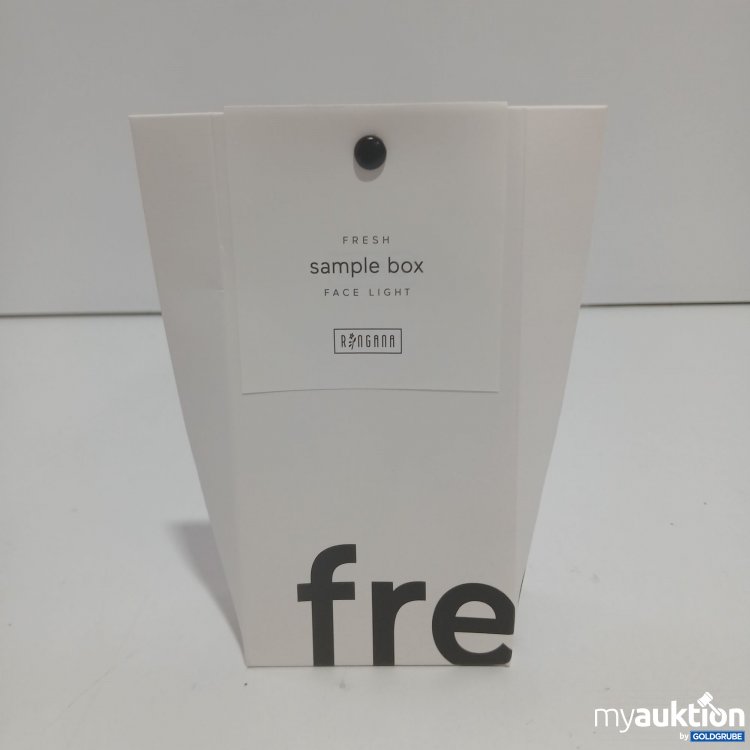 FRESH
sample box
FACE LIGHT
RINGANA
fre
myauktion
by GOLDGRUBE